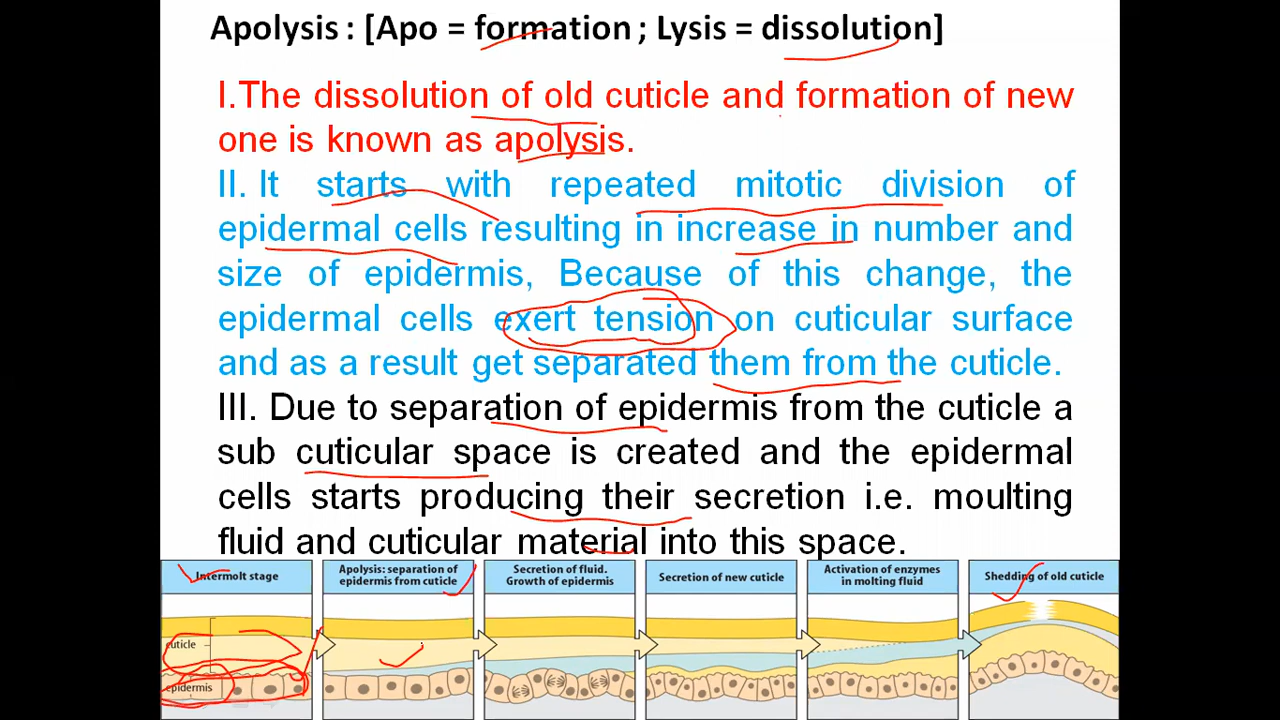 Apolysis : [Apo = formation ; Lysis = dissolution]
I.The dissolution of old cuticle and formation of new
one is known as apolysis.
II. It starts with repeated mitotic division of
epidermal cells resulting in increase in number and
size of epidermis, Because of this change, the
epidermal cells exert tension on cuticular surface
and as a result get separated them from the cuticle.
III. Due to separation of epidermis from the cuticle a
sub cuticular space is created and the epidermal
cells starts producing their secretion i.e. moulting
fluid and cuticular material into this space.
Intermolt stage
Apolysis: separation of
epidermis from cuticle
Secretion of fluid.
Growth of epidermis
Secretion of new cuticle
Activation of enzymes
in molting fluid
Shedding of old cuticle
cuticle
epidermis